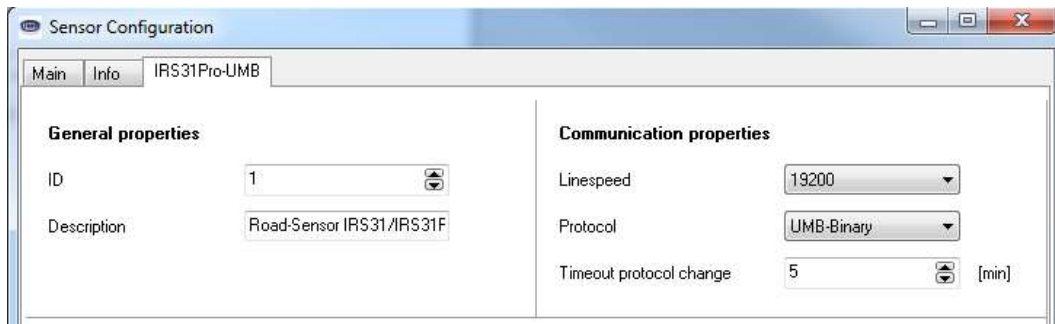 Sensor Configuration
Main Info IRS31Pro-UMB
General properties
ID 1
Description Road-Sensor IRS31/IRS31F
Communication properties
Linespeed 19200
Protocol UMB-Binary
Timeout protocol change 5 [min]